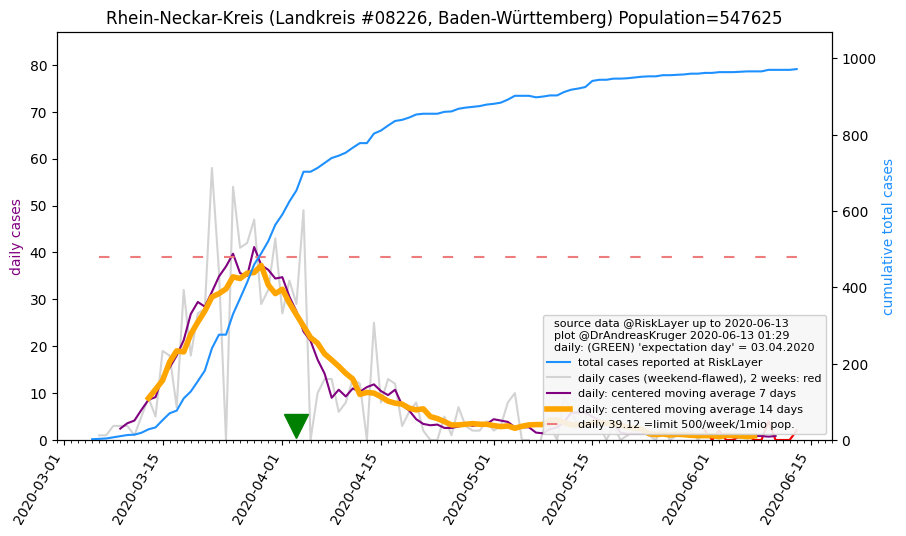 Rhein-Neckar-Kreis (Landkreis #08226, Baden-Württemberg) Population=547625
daily cases
80
70
60
50
40
30
20
10
0
1000
800
600
400
200
0
cumulative total cases
source data @RiskLayer up to 2020-06-13
plot @DrAndreasKruger 2020-06-13 01:29
daily: (GREEN) 'expectation day' = 03.04.2020
total cases reported at RiskLayer
daily cases (weekend-flawed), 2 weeks: red
daily: centered moving average 7 days
daily: centered moving average 14 days
daily 39.12 =limit 500/week/1mio pop.
2020-03-01
2020-03-15
2020-04-01
2020-04-15
2020-05-01
2020-05-15
2020-06-01
2020-06-15